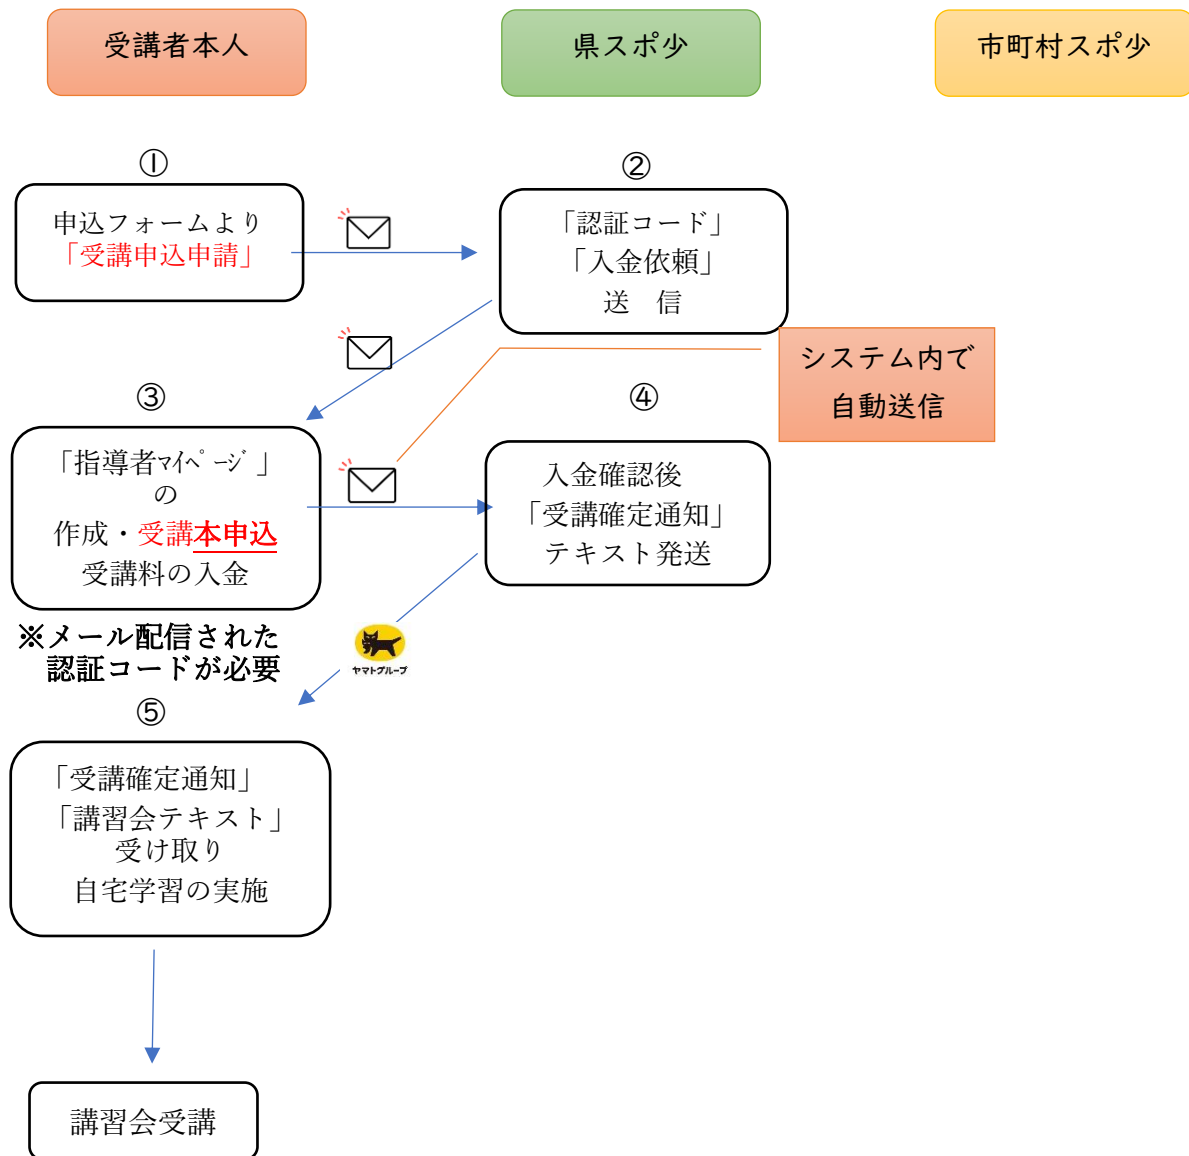 受講者本人
県スポ少
市町村スポ少
①
申込フォームより
「受講申込申請」
②
「認証コード」
「入金依頼」
送　信
システム内で
自動送信
③
「指導者ﾏｲﾍﾟｰｼﾞ」
の
作成・受講本申込
受講料の入金
※メール配信された
認証コードが必要
④
入金確認後
「受講確定通知」
テキスト発送
ヤマトグループ
⑤
「受講確定通知」
「講習会テキスト」
受け取り
自宅学習の実施
講習会受講